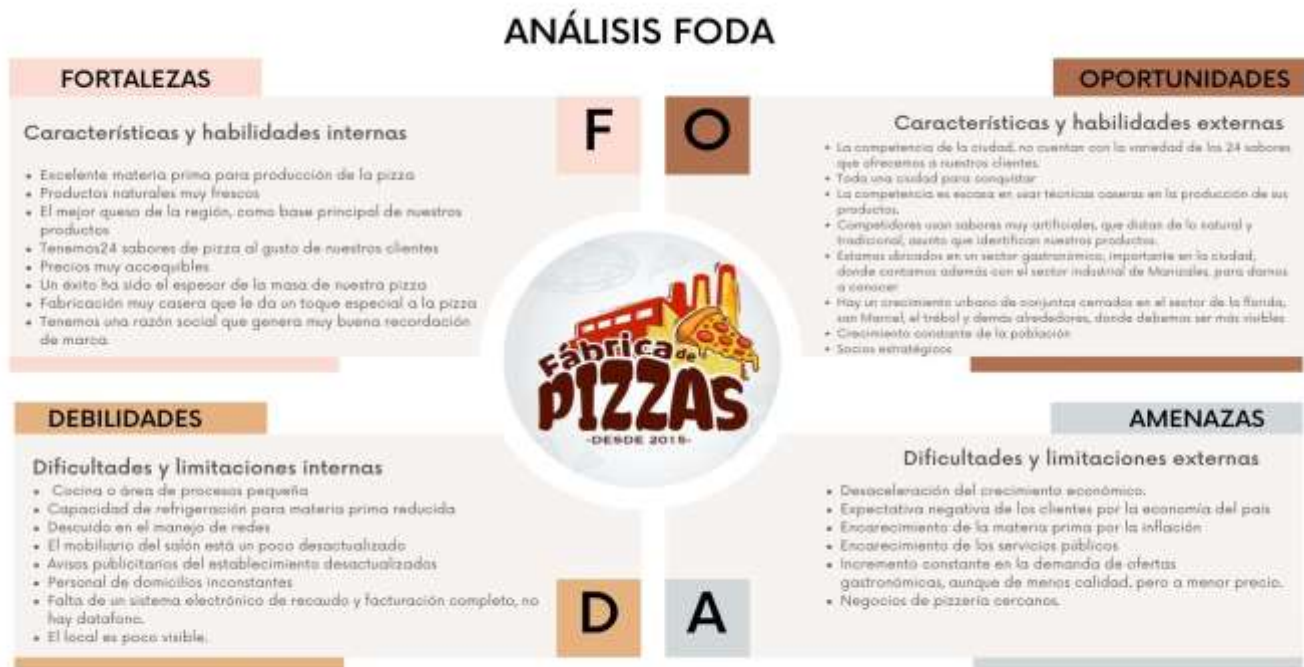 ANÁLISIS FODA
FORTALEZAS
F
Características y habilidades internas
• Excelente materia prima para producción de la pizza
• Productos naturales muy frescos
• El mejor queso de la región, como base principal de nuestros
productos
• Tenemos24 sabores de pizza al gusto de nuestros clientes
• Precios muy accequibles
• Un éxito ha sido el espesor de la masa de nuestra pizza
• Fabricación muy casera que le da un toque especial a la pizza
• Tenemos una razón social que genera muy buena recordación
de marca
OPORTUNIDADES
O
Características y habilidades externas
• La competencia de la ciudad, no cuentan con la variedad de los 24 sabores
que ofrecemos a nuestros clientes.
• Toda una ciudad para conquistar
• La competencia es escasa en usar técnicas caseras en la producción de sus
productos.
• Competidores usan sabores muy artificiales, que distan de lo natural y
tradicional, asunto que identifican nuestros productos.
• Estamos ubicados en un sector gastronómico, importante en la ciudad,
donde contamos además con el sector industrial de Manizales, para darnos
a conocer
• Hay un crecimiento urbano de conjuntos cerrados en el sector de la florida,
san Marcel, el trébol y demás alrededores, donde debemos ser más visibles
• Crecimiento constante de la población
• Socios estratégicos
Fábrica de
PIZZAS
-DESDE 2015-
DEBILIDADES
Dificultades y limitaciones internas
• Cocina o área de procesos pequeña
• Capacidad de refrigeración para materia prima reducida
• Descuido en el manejo de redes
• El mobiliario del salón está un poco desactualizado
• Avisos publicitarios del establecimiento desactualizados
• Personal de domicilios inconstantes
• Falta de un sistema electrónico de recaudo y facturación completo, no
hay datafono.
• El local es poco visible.
D
AMENAZAS
Dificultades y limitaciones externas
• Desaceleración del crecimiento económico.
• Expectativa negativa de los clientes por la economía del país
• Encarecimiento de la materia prima por la inflación
• Encarecimiento de los servicios públicos
• Incremento constante en la demanda de ofertas
gastronómicas, aunque de menos calidad, pero a menor precio.
• Negocios de pizzería cercanos.
A